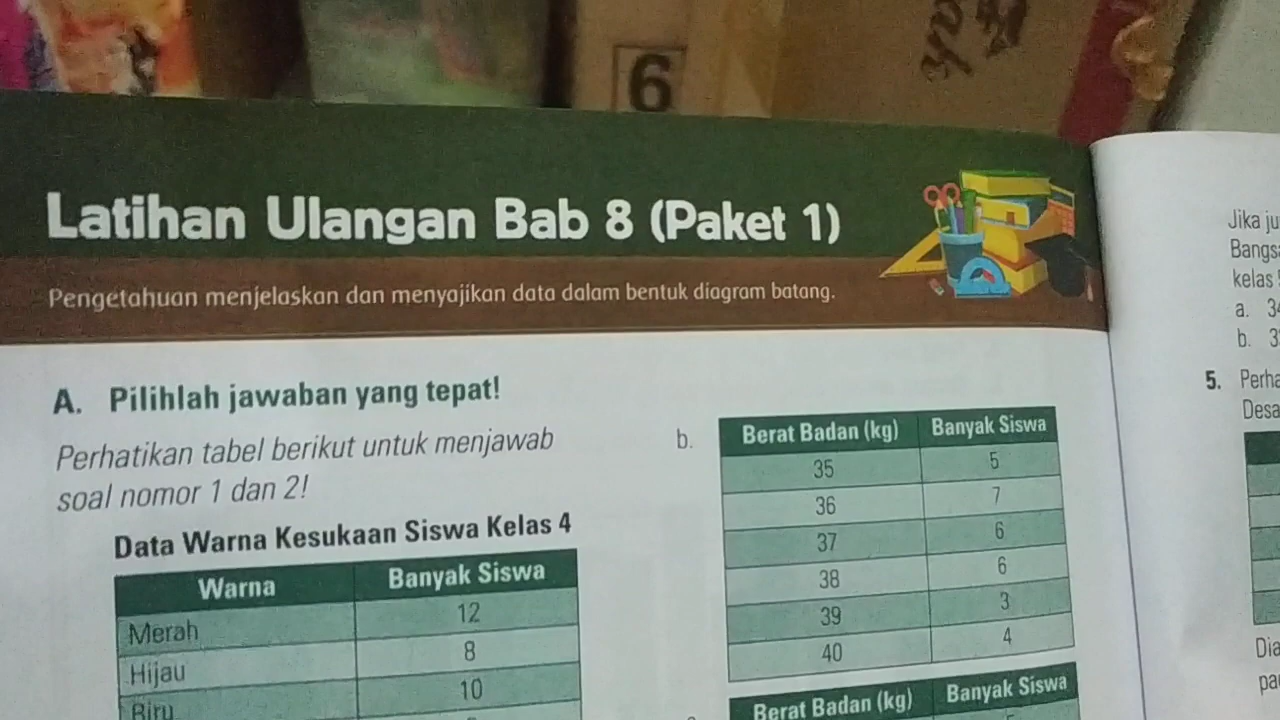 6
Latihan Ulangan Bab 8 (Paket 1)
Pengetahuan menjelaskan dan menyajikan data dalam bentuk diagram batang.
A. Pilihlah jawaban yang tepat!
Perhatikan tabel berikut untuk menjawab
soal nomor 1 dan 2!
Data Warna Kesukaan Siswa Kelas 4
Warna Banyak Siswa
Merah 12
Hijau 8
Biru 10
b. Berat Badan (kg) Banyak Siswa
35 5
36 7
37 6
38 6
39 3
40 4
Berat Badan (kg) Banyak Siswa
Jika
kelas
a.
b.
5.